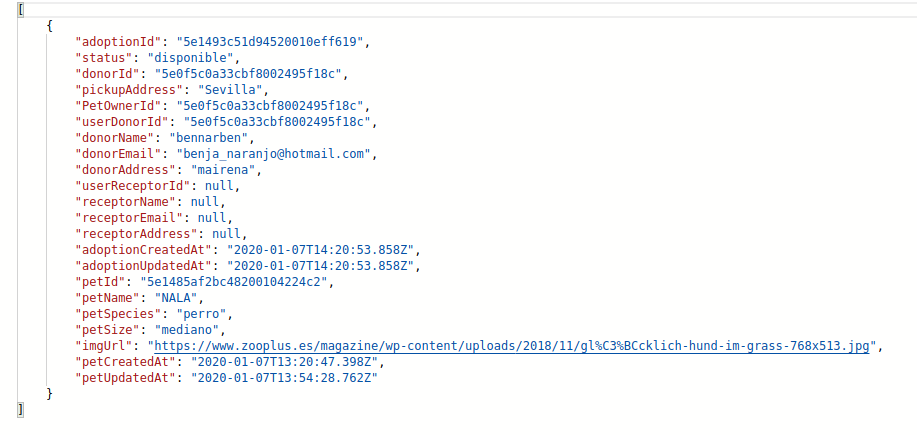 [
{
"adoptionId": "5e1493c51d94520010eff619",
"status": "disponible",
"donorId": "5e0f5c0a33cbf8002495f18c",
"pickupAddress": "Sevilla",
"PetOwnerId": "5e0f5c0a33cbf8002495f18c",
"userDonorId": "5e0f5c0a33cbf8002495f18c",
"donorName": "bennarben",
"donorEmail": "benja_naranjo@hotmail.com",
"donorAddress": "mairena",
"userReceptorId": null,
"receptorName": null,
"receptorEmail": null,
"receptorAddress": null,
"adoptionCreatedAt": "2020-01-07T14:20:53.858Z",
"adoptionUpdatedAt": "2020-01-07T14:20:53.858Z",
"petId": "5e1485af2bc48200104224c2",
"petName": "NALA",
"petSpecies": "perro",
"petSize": "mediano",
"imgUrl": "https://www.zooplus.es/magazine/wp-content/uploads/2018/11/gl%C3%BCcklich-hund-im-grass-768x513.jpg",
"petCreatedAt": "2020-01-07T13:20:47.398Z",
"petUpdatedAt": "2020-01-07T13:54:28.762Z"
}
]